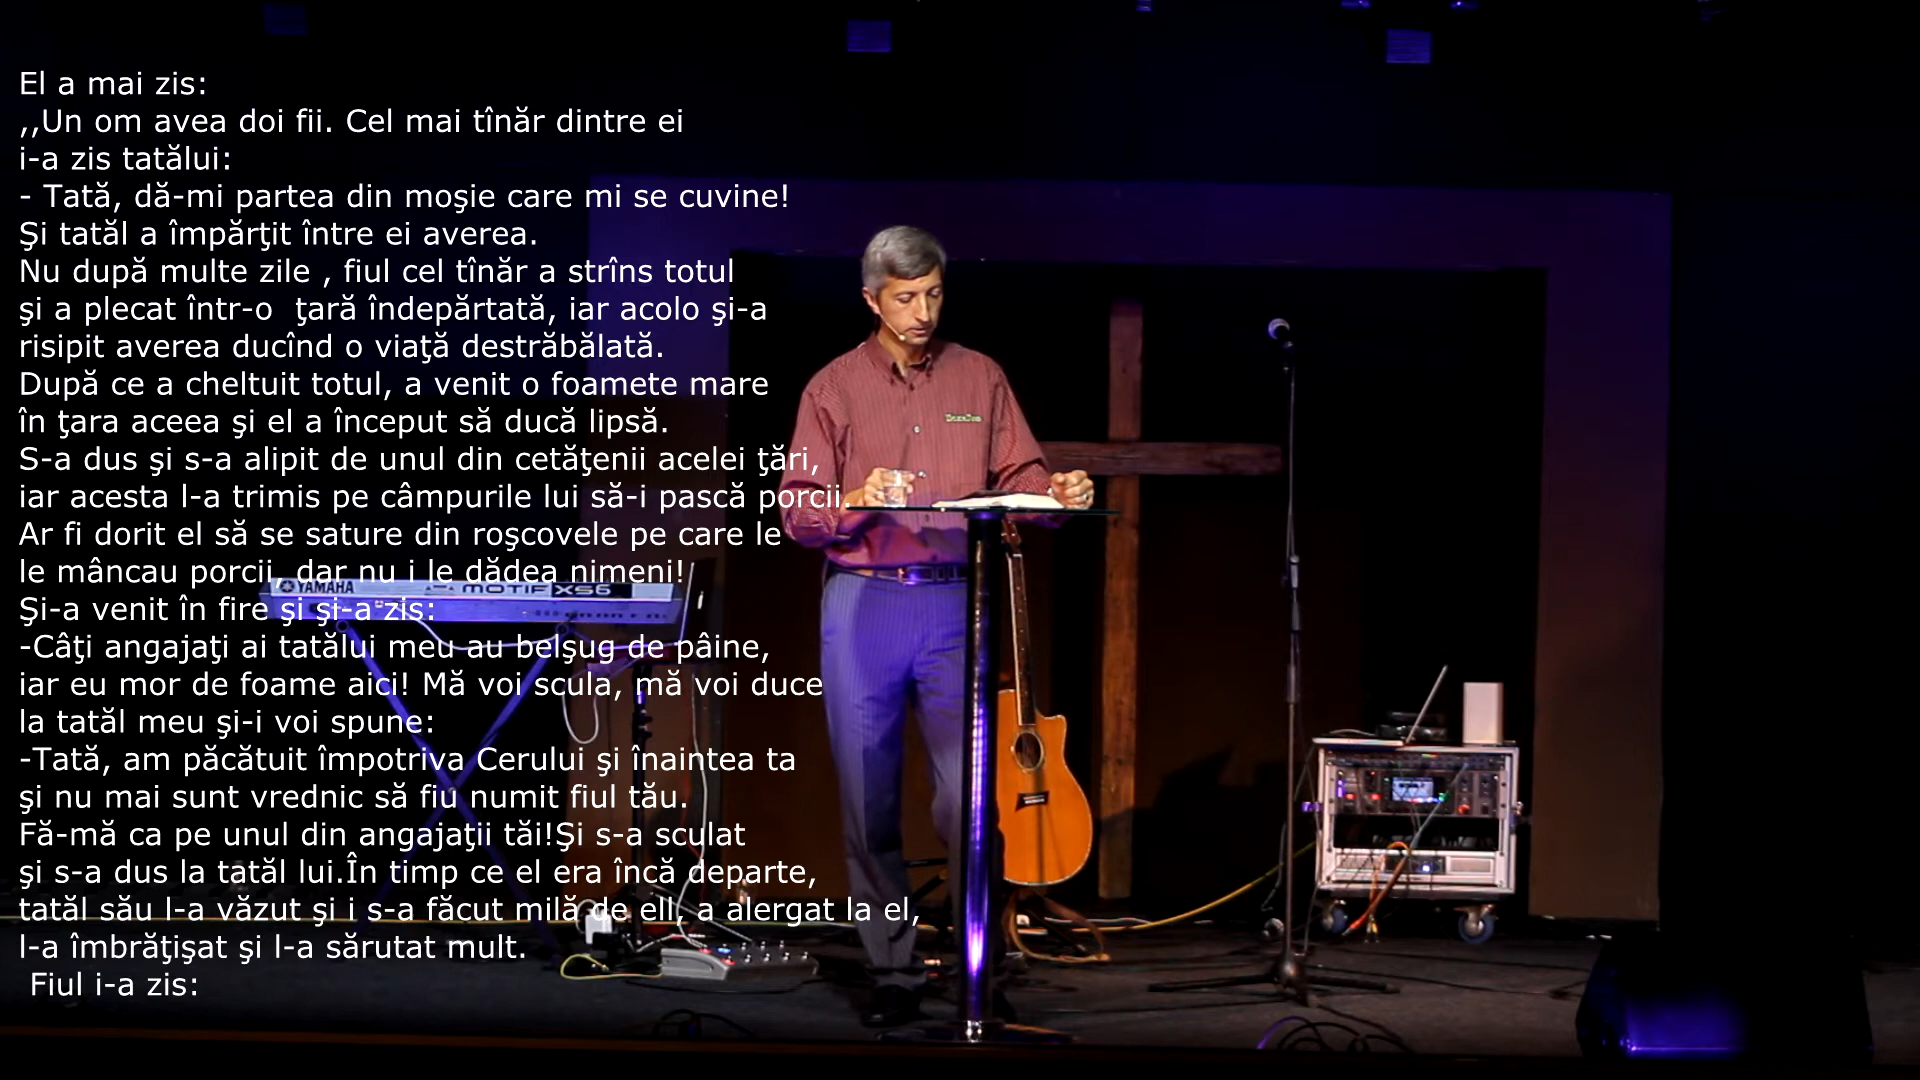 El a mai zis:
,,Un om avea doi fii. Cel mai tînăr dintre ei
i-a zis tatălui:
- Tată, dă-mi partea din moşie care mi se cuvine!
Şi tatăl a împărţit între ei averea.
Nu după multe zile , fiul cel tînăr a strîns totul
şi a plecat într-o  ţară îndepărtată, iar acolo şi-a
risipit averea ducînd o viaţă destrăbălată.
După ce a cheltuit totul, a venit o foamete mare
în ţara aceea şi el a început să ducă lipsă.
S-a dus şi s-a alipit de unul din cetăţenii acelei ţări,
iar acesta l-a trimis pe câmpurile lui să-i pască porcii.
Ar fi dorit el să se sature din roşcovele pe care le
le mâncau porcii, dar nu i le dădea nimeni!
Şi-a venit în fire şi şi-a zis:
-Câţi angajaţi ai tatălui meu au belşug de pâine,
iar eu mor de foame aici! Mă voi scula, mă voi duce
la tatăl meu şi-i voi spune:
-Tată, am păcătuit împotriva Cerului şi înaintea ta
şi nu mai sunt vrednic să fiu numit fiul tău.
Fă-mă ca pe unul din angajaţii tăi!Şi s-a sculat
şi s-a dus la tatăl lui.În timp ce el era încă departe,
tatăl său l-a văzut şi i s-a făcut milă de ell, a alergat la el,
l-a îmbrăţişat şi l-a sărutat mult.
Fiul i-a zis:
YAMAHA MOTIF XS6